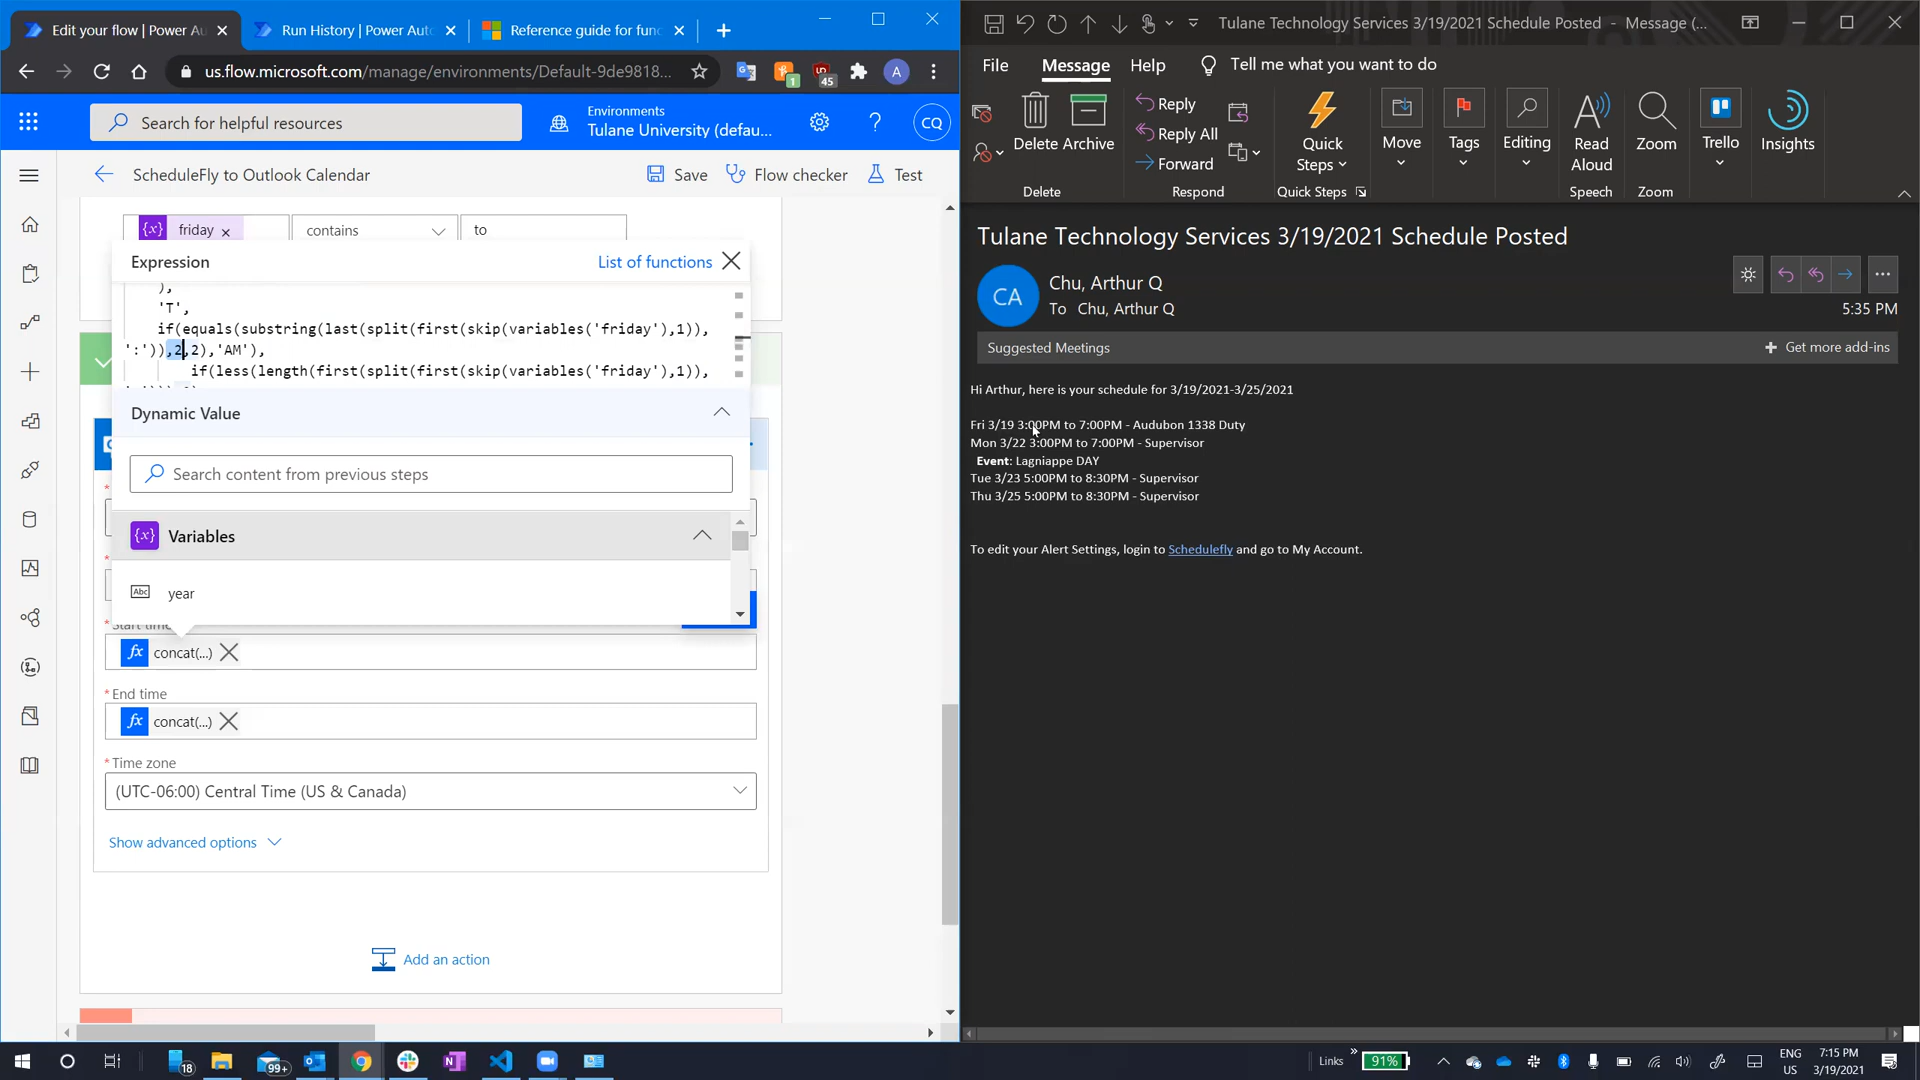 Edit your flow | Power Au
Run History | Power Aut
Reference guide for fun
us.flow.microsoft.com/manage/environments/Default-9de9818...
1
45
A
Search for helpful resources
Environments
Tulane University (defau...
CQ
ScheduleFly to Outlook Calendar
Save
Flow checker
Test
{x} friday
contains
to
Expression
List of functions
),
'T',
if(equals(substring(last(split(first(skip(variables('friday'),1)),
':')),2,2),'AM'),
if(less(length(first(split(first(skip(variables('friday'),1)),
Dynamic Value
Search content from previous steps
{x} Variables
Abc year
* Start time
fx concat(...)
* End time
fx concat(...)
* Time zone
(UTC-06:00) Central Time (US & Canada)
Show advanced options
Add an action
Tulane Technology Services 3/19/2021 Schedule Posted - Message (...
File
Message
Help
Tell me what you want to do
Delete
Archive
Reply
Reply All
Forward
Quick Steps
Move
Tags
Editing
Read Aloud
Zoom
Trello
Insights
Delete
Respond
Quick Steps
Speech
Zoom
Tulane Technology Services 3/19/2021 Schedule Posted
CA
Chu, Arthur Q
To Chu, Arthur Q
5:35 PM
Suggested Meetings
+ Get more add-ins
Hi Arthur, here is your schedule for 3/19/2021-3/25/2021
Fri 3/19 3:00PM to 7:00PM - Audubon 1338 Duty
Mon 3/22 3:00PM to 7:00PM - Supervisor
Event: Lagniappe DAY
Tue 3/23 5:00PM to 8:30PM - Supervisor
Thu 3/25 5:00PM to 8:30PM - Supervisor
To edit your Alert Settings, login to Schedulefly and go to My Account.
18
99+
Links
91%
ENG
US
7:15 PM
3/19/2021